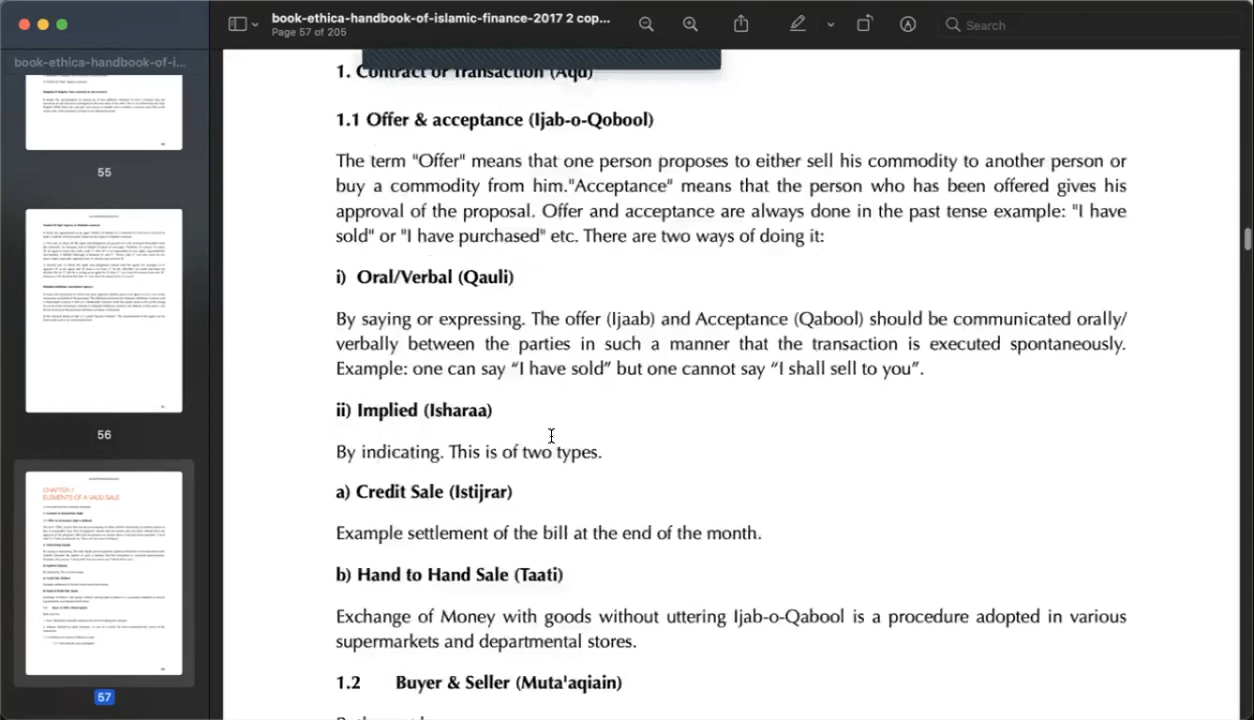 book-ethica-handbook-of-islamic-finance-2017 2 cop...
Page 57 of 205
Search
book-ethica-handbook-of-i...
55
56
CHAPTER 7
ELEMENTS OF A VALID SALE
57
1. Contract or Transaction (Aqd)
1.1 Offer & acceptance (Ijab-o-Qobool)
The term "Offer" means that one person proposes to either sell his commodity to another person or
buy a commodity from him."Acceptance" means that the person who has been offered gives his
approval of the proposal. Offer and acceptance are always done in the past tense example: "I have
sold" or "I have purchased" etc. There are two ways of doing it:
i) Oral/Verbal (Qauli)
By saying or expressing. The offer (Ijaab) and Acceptance (Qabool) should be communicated orally/
verbally between the parties in such a manner that the transaction is executed spontaneously.
Example: one can say “I have sold” but one cannot say “I shall sell to you”.
ii) Implied (Isharaa)
By indicating. This is of two types.
a) Credit Sale (Istijrar)
Example settlement of the bill at the end of the month.
b) Hand to Hand Sale (Taati)
Exchange of Money with goods without uttering Ijab-o-Qabool is a procedure adopted in various
supermarkets and departmental stores.
1.2 Buyer & Seller (Muta'aqiain)